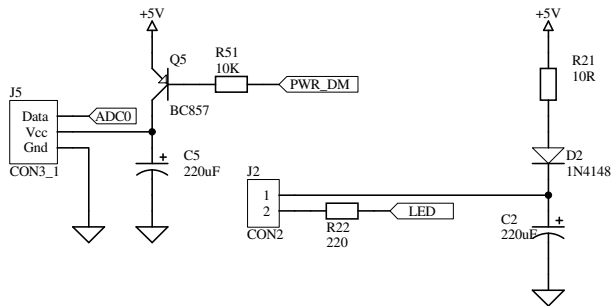 +5V
Q5
R51
10K
PWR_DM
BC857
J5
Data
ADC0
Vcc
Gnd
CON3_1
C5
220uF
+
+5V
R21
10R
D2
1N4148
J2
1
2
LED
CON2
R22
220
C2
220uF
+